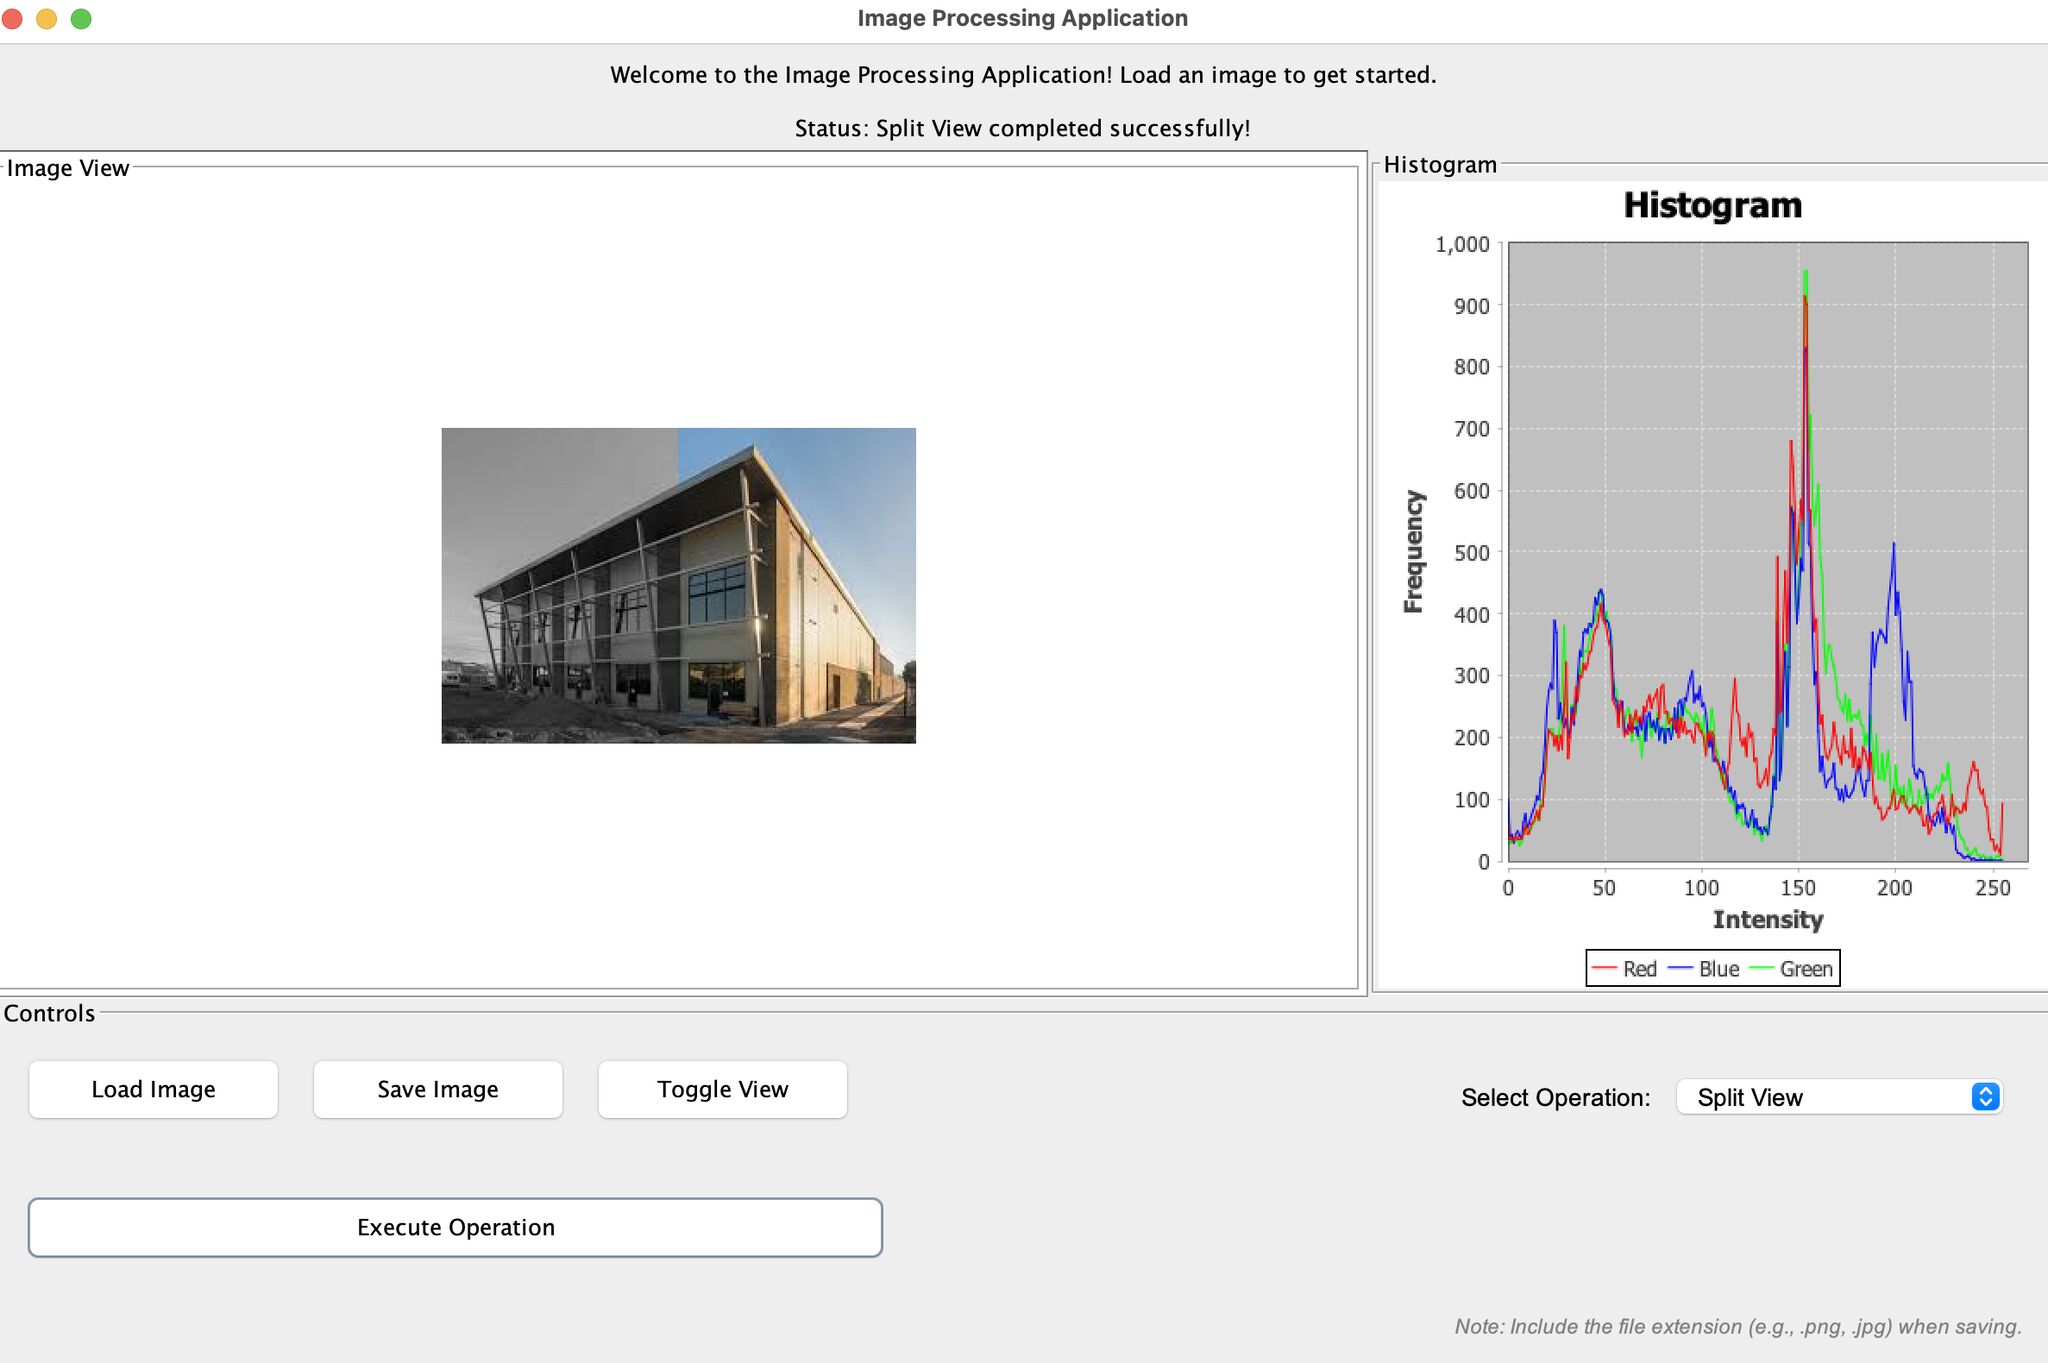 Image Processing Application
Welcome to the Image Processing Application! Load an image to get started.
Status: Split View completed successfully!
Image View
Histogram
Histogram
1,000
900
800
700
600
500
400
300
200
100
0
Frequency
0 50 100 150 200 250
Intensity
Red Blue Green
Controls
Load Image Save Image Toggle View
Select Operation: Split View
Execute Operation
Note: Include the file extension (e.g., .png, .jpg) when saving.